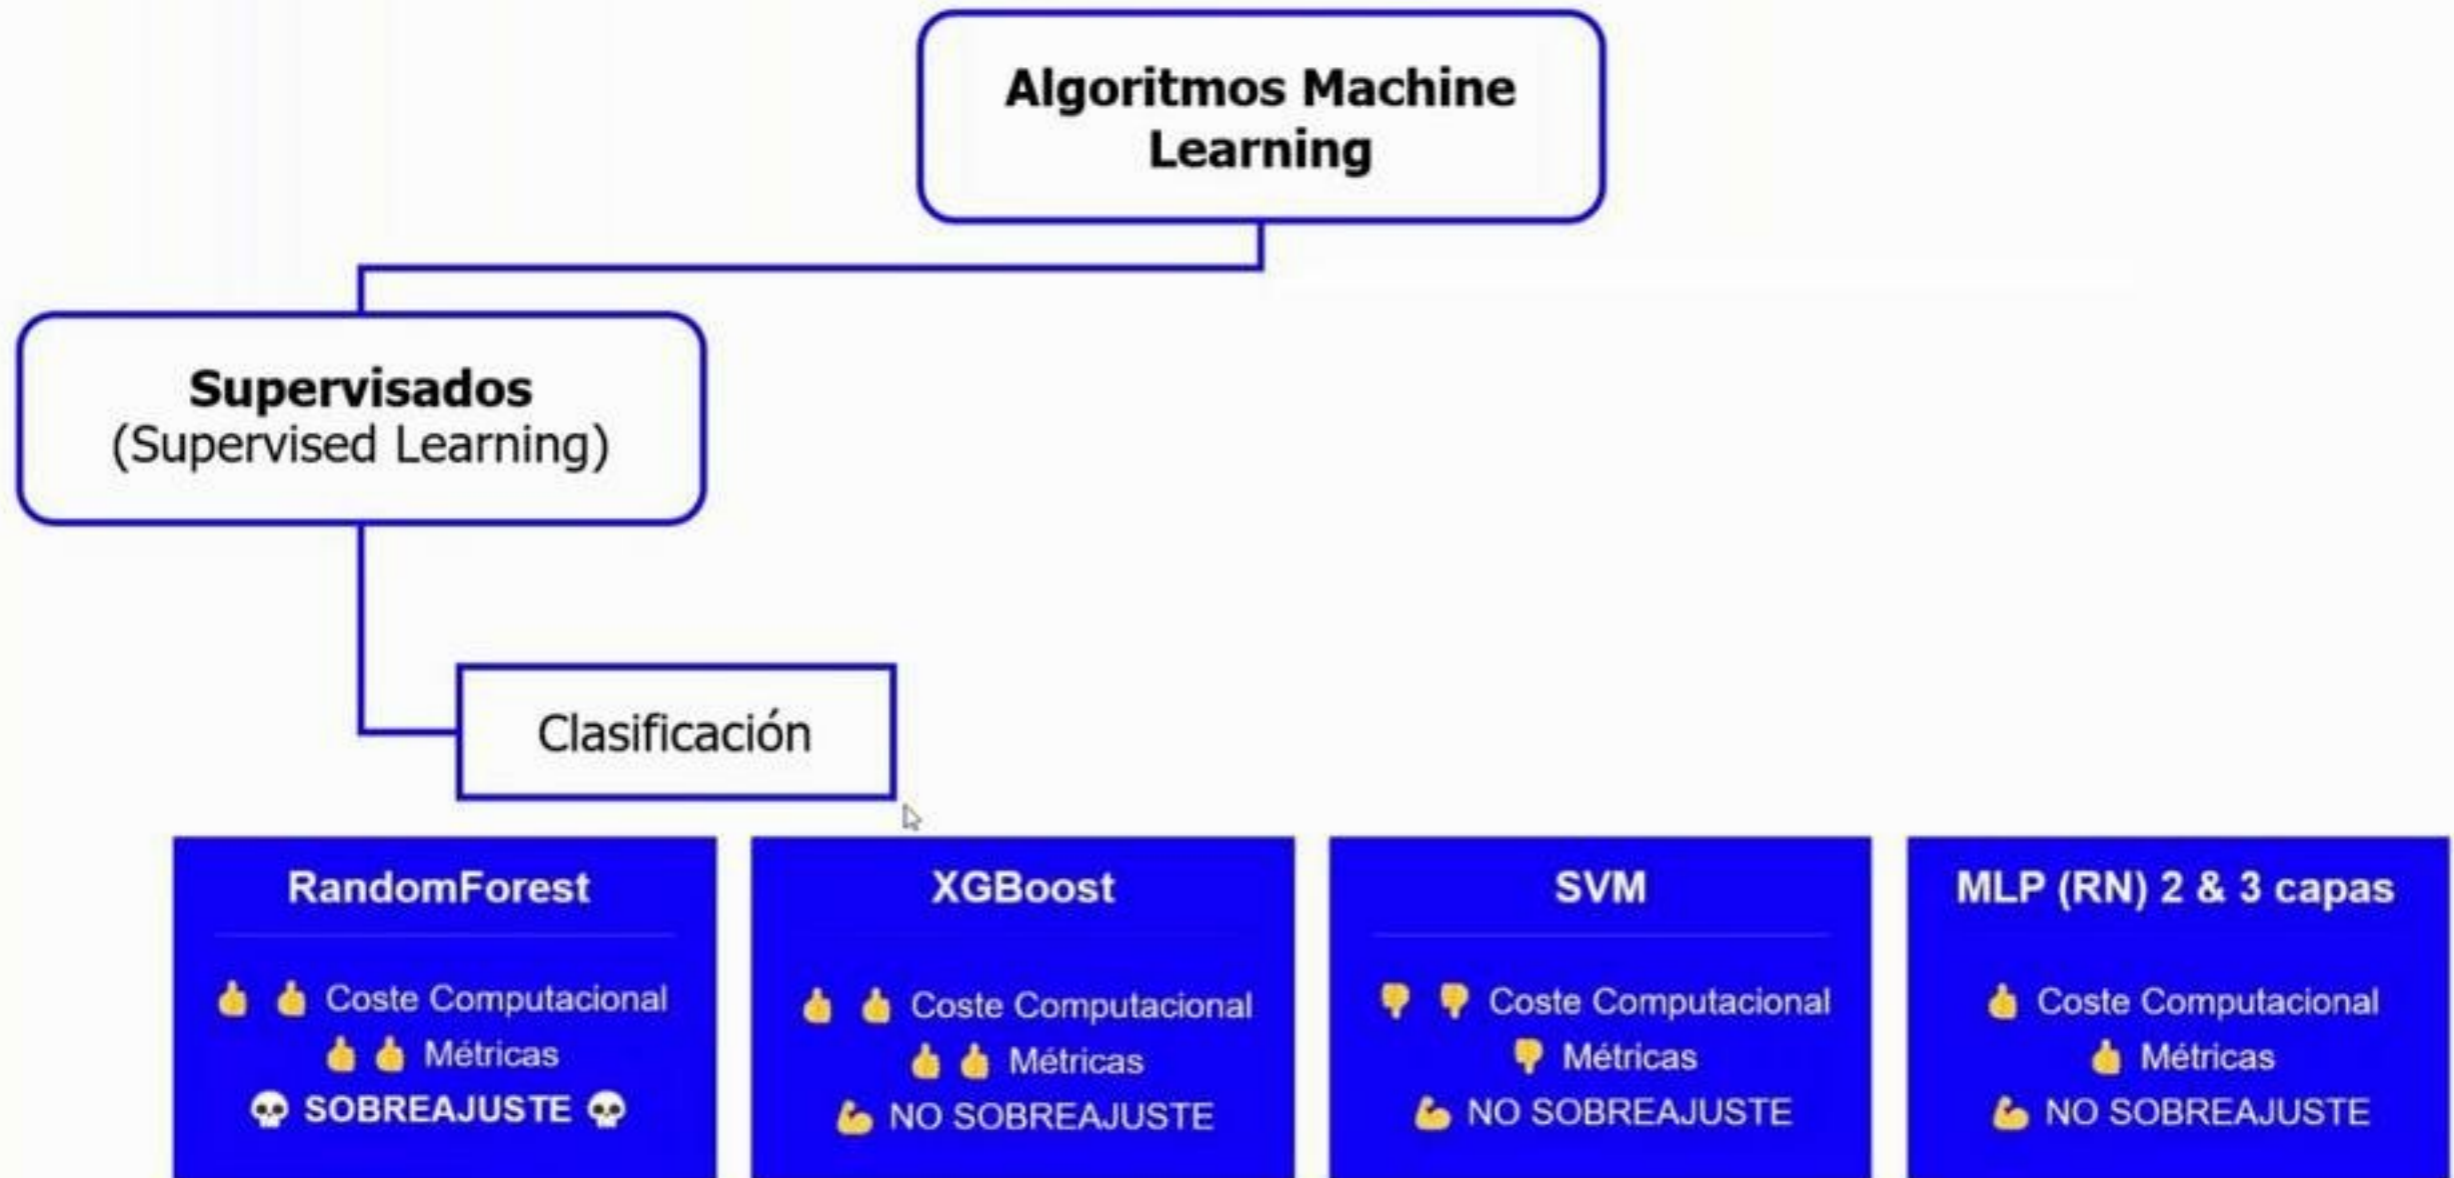 Algoritmos Machine
Learning
Supervisados
(Supervised Learning)
Clasificación
RandomForest
👍 👍 Coste Computacional
👍 👍 Métricas
💀 SOBREAJUSTE 💀
XGBoost
👍 👍 Coste Computacional
👍 👍 Métricas
💪 NO SOBREAJUSTE
SVM
👎 👎 Coste Computacional
👎 Métricas
💪 NO SOBREAJUSTE
MLP (RN) 2 & 3 capas
👍 Coste Computacional
👍 Métricas
💪 NO SOBREAJUSTE